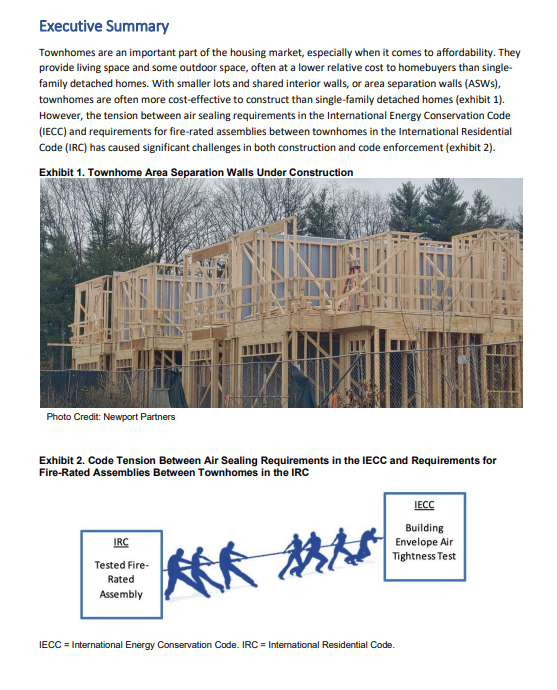 Executive Summary
Townhomes are an important part of the housing market, especially when it comes to affordability. They
provide living space and some outdoor space, often at a lower relative cost to homebuyers than single-
family detached homes. With smaller lots and shared interior walls, or area separation walls (ASWs),
townhomes are often more cost-effective to construct than single-family detached homes (exhibit 1).
However, the tension between air sealing requirements in the International Energy Conservation Code
(IECC) and requirements for fire-rated assemblies between townhomes in the International Residential
Code (IRC) has caused significant challenges in both construction and code enforcement (exhibit 2).
Exhibit 1. Townhome Area Separation Walls Under Construction
Photo Credit: Newport Partners
Exhibit 2. Code Tension Between Air Sealing Requirements in the IECC and Requirements for
Fire-Rated Assemblies Between Townhomes in the IRC
IRC
Tested Fire-
Rated
Assembly
IECC
Building
Envelope Air
Tightness Test
IECC = International Energy Conservation Code. IRC = International Residential Code.